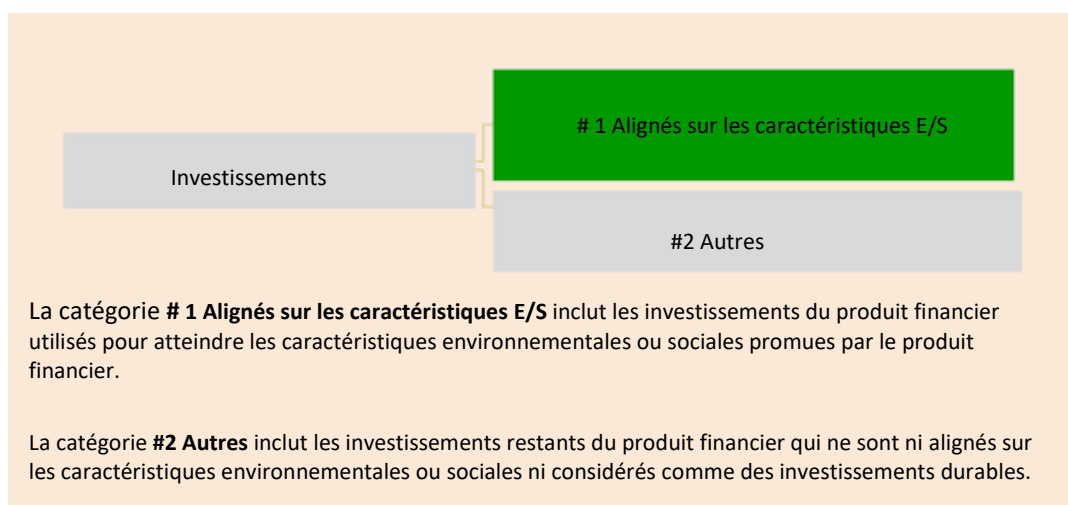 # 1 Alignés sur les caractéristiques E/S
Investissements
#2 Autres
La catégorie # 1 Alignés sur les caractéristiques E/S inclut les investissements du produit financier
utilisés pour atteindre les caractéristiques environnementales ou sociales promues par le produit
financier.
La catégorie #2 Autres inclut les investissements restants du produit financier qui ne sont ni alignés sur
les caractéristiques environnementales ou sociales ni considérés comme des investissements durables.